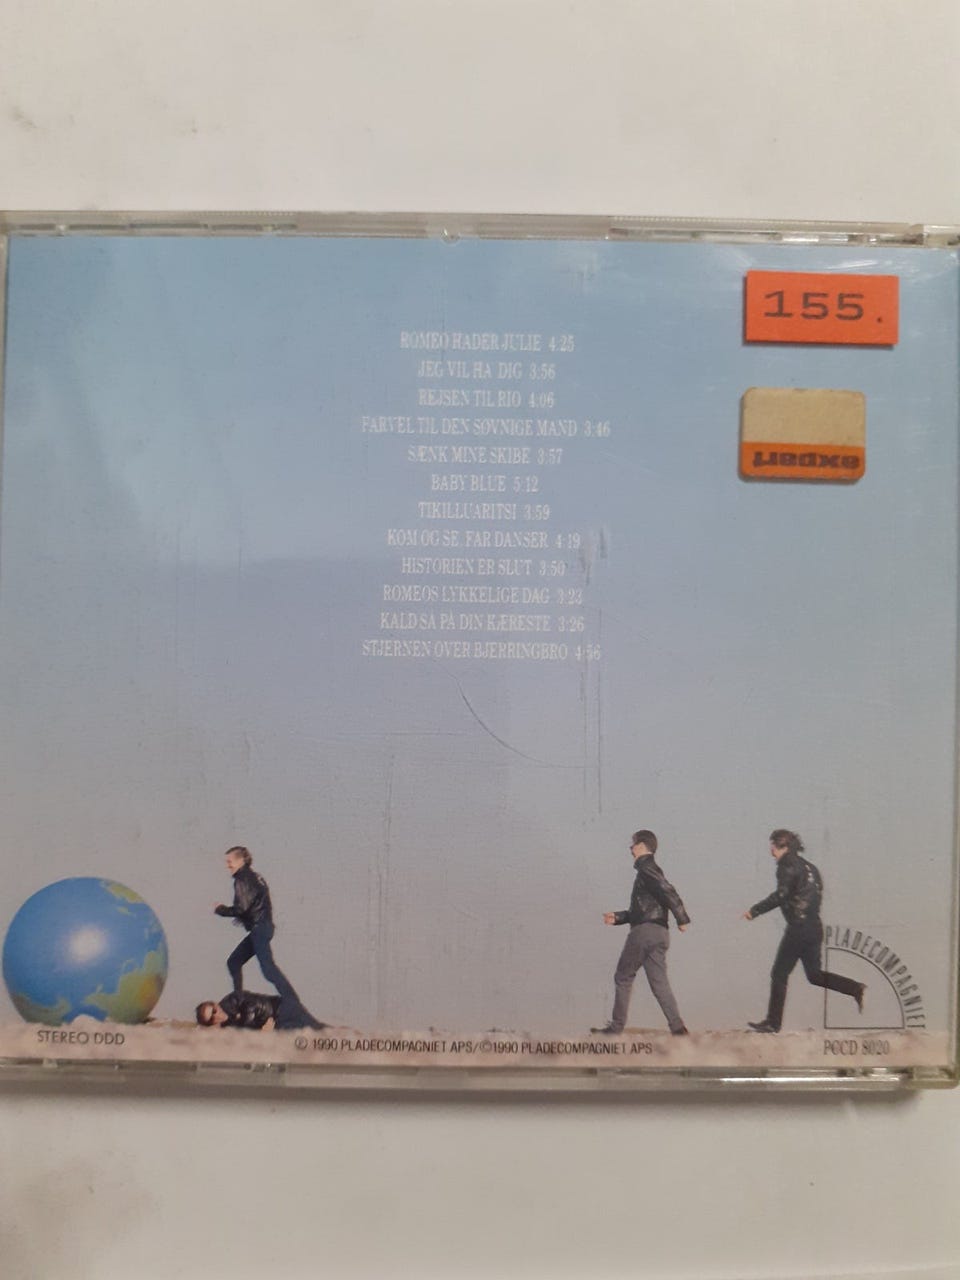 155.
expert
ROMEO HADER JULIE 4:25
JEG VIL HA DIG 3:56
REJSEN TIL RIO 4:06
FARVEL TIL DEN SØVNIGE MAND 3:46
SÆNK MINE SKIBE 3:57
BABY BLUE 5:12
TIKILLUARITSI 3:59
KOM OG SE, FAR DANSER 4:19
HISTORIEN ER SLUT 3:50
ROMEOS LYKKELIGE DAG 3:23
KALD SÅ PÅ DIN KÆRESTE 3:26
STJERNEN OVER BJERRINGBRO 4:56
PLADECOMPAGNIET
STEREO DDD
℗ 1990 PLADECOMPAGNIET APS/©1990 PLADECOMPAGNIET APS
PCCD 8020